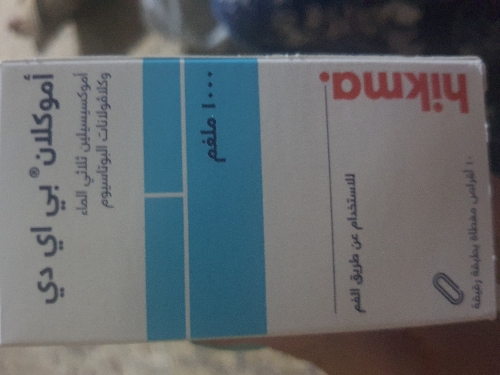 أموكلان® بي اي دي
أموكسيسيلين ثلاثي الماء
وكلافولانات البوتاسيوم
١٠٠٠ ملغم
hikma.
للاستخدام عن طريق الفم
١٠ أقراص مغطاة بطبقة رقيقة